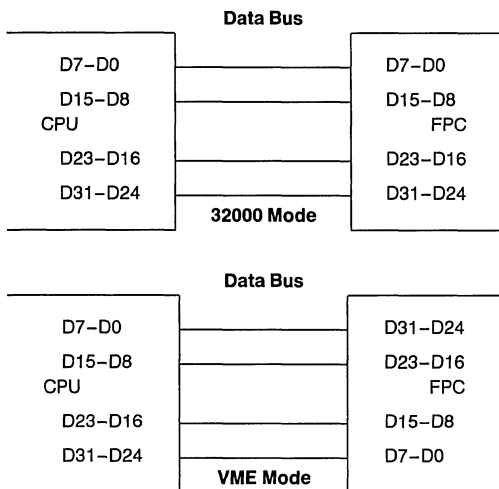 Data Bus
D7–D0 D7–D0
D15–D8 D15–D8
CPU FPC
D23–D16 D23–D16
D31–D24 D31–D24
32000 Mode
Data Bus
D7–D0 D31–D24
D15–D8 D23–D16
CPU FPC
D23–D16 D15–D8
D31–D24 D7–D0
VME Mode